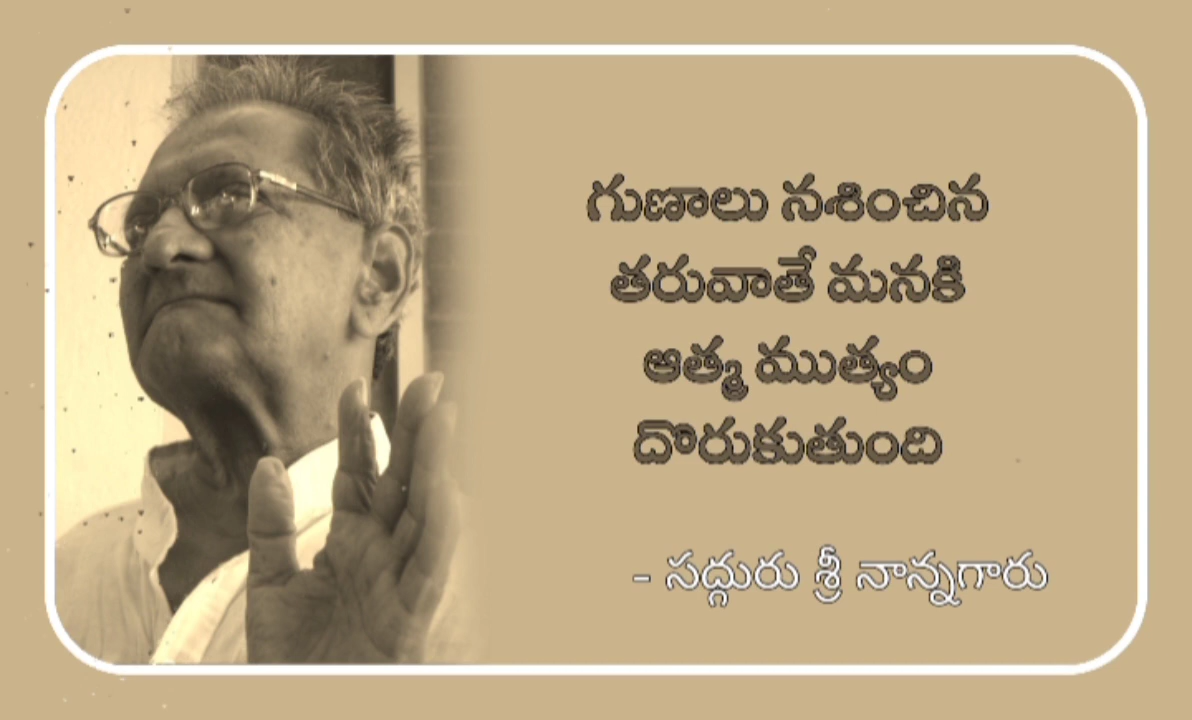 గుణాలు నశించిన
తరువాతే మనకి
ఆత్మ ముత్యం
దొరుకుతుంది
- సద్గురు శ్రీ నాన్నగారు